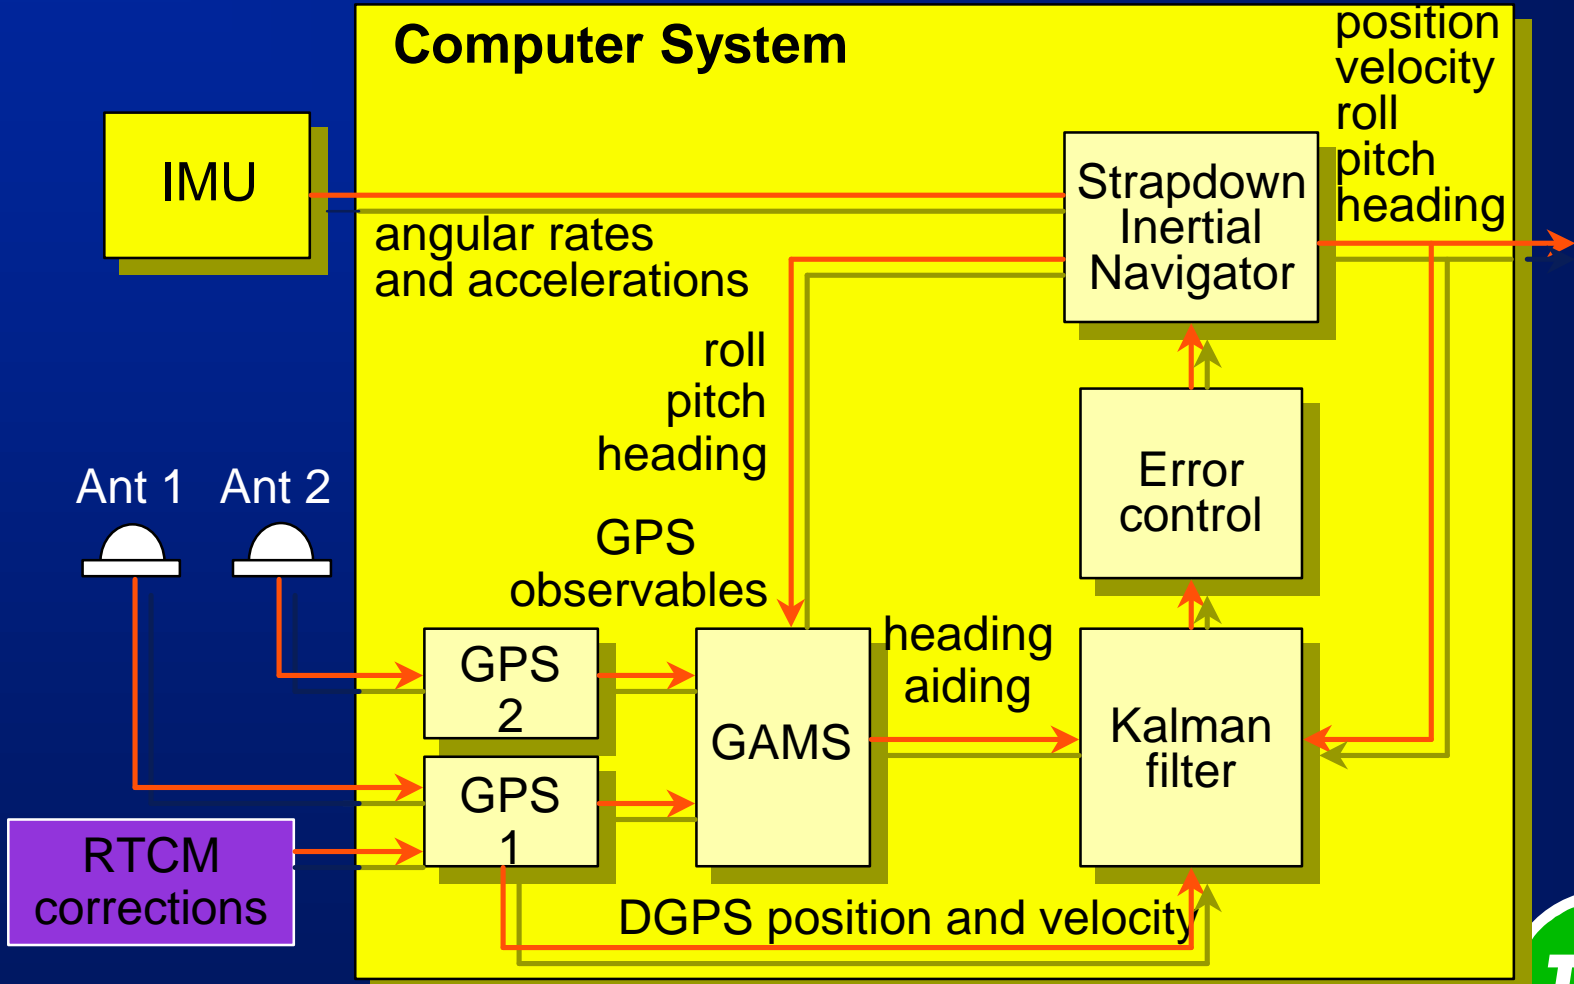 Computer System
position
velocity
roll
pitch
heading
IMU
Strapdown
Inertial
Navigator
angular rates
and accelerations
roll
pitch
heading
Error
control
Ant 1 Ant 2
GPS
observables
GPS
2
heading
aiding
GAMS
Kalman
filter
GPS
1
RTCM
corrections
DGPS position and velocity